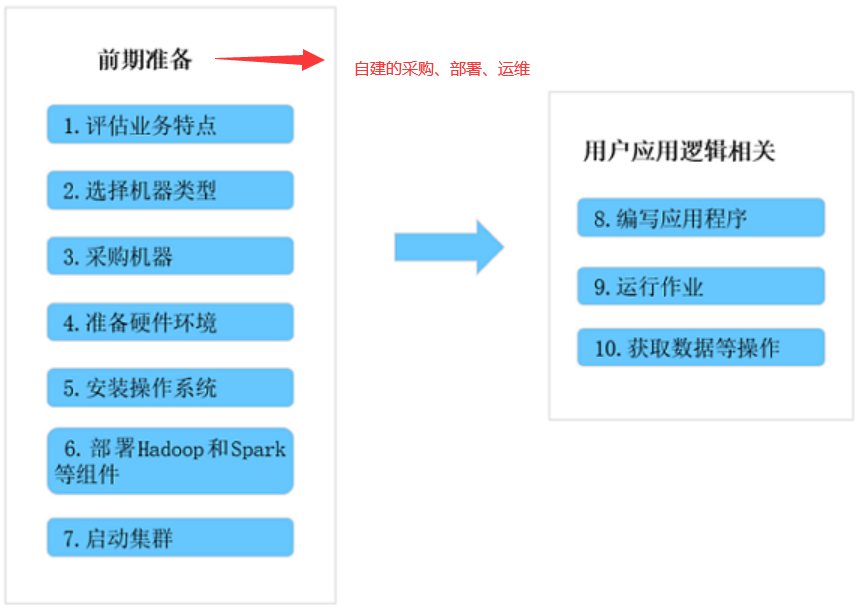 前期准备
自建的采购、部署、运维
1.评估业务特点
2.选择机器类型
3.采购机器
4.准备硬件环境
5.安装操作系统
6.部署Hadoop和Spark
等组件
7.启动集群
用户应用逻辑相关
8.编写应用程序
9.运行作业
10.获取数据等操作